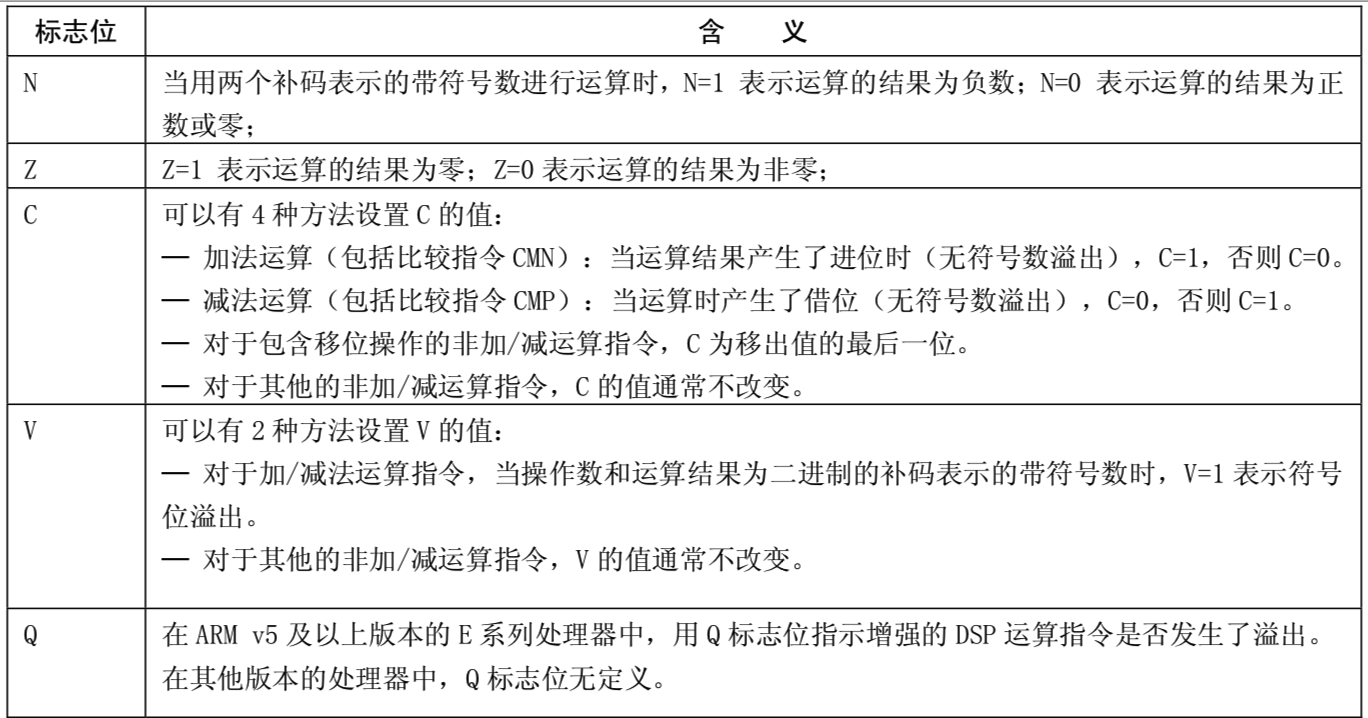 标志位 含 义
N 当用两个补码表示的带符号数进行运算时，N=1 表示运算的结果为负数；N=0 表示运算的结果为正
数或零；
Z Z=1 表示运算的结果为零；Z=0 表示运算的结果为非零；
C 可以有 4 种方法设置 C 的值：
— 加法运算（包括比较指令 CMN）：当运算结果产生了进位时（无符号数溢出），C=1，否则 C=0。
— 减法运算（包括比较指令 CMP）：当运算时产生了借位（无符号数溢出），C=0，否则 C=1。
— 对于包含移位操作的非加/减运算指令，C 为移出值的最后一位。
— 对于其他的非加/减运算指令，C 的值通常不改变。
V 可以有 2 种方法设置 V 的值：
— 对于加/减法运算指令，当操作数和运算结果为二进制的补码表示的带符号数时，V=1 表示符号
位溢出。
— 对于其他的非加/减运算指令，V 的值通常不改变。
Q 在 ARM v5 及以上版本的 E 系列处理器中，用 Q 标志位指示增强的 DSP 运算指令是否发生了溢出。
在其他版本的处理器中，Q 标志位无定义。